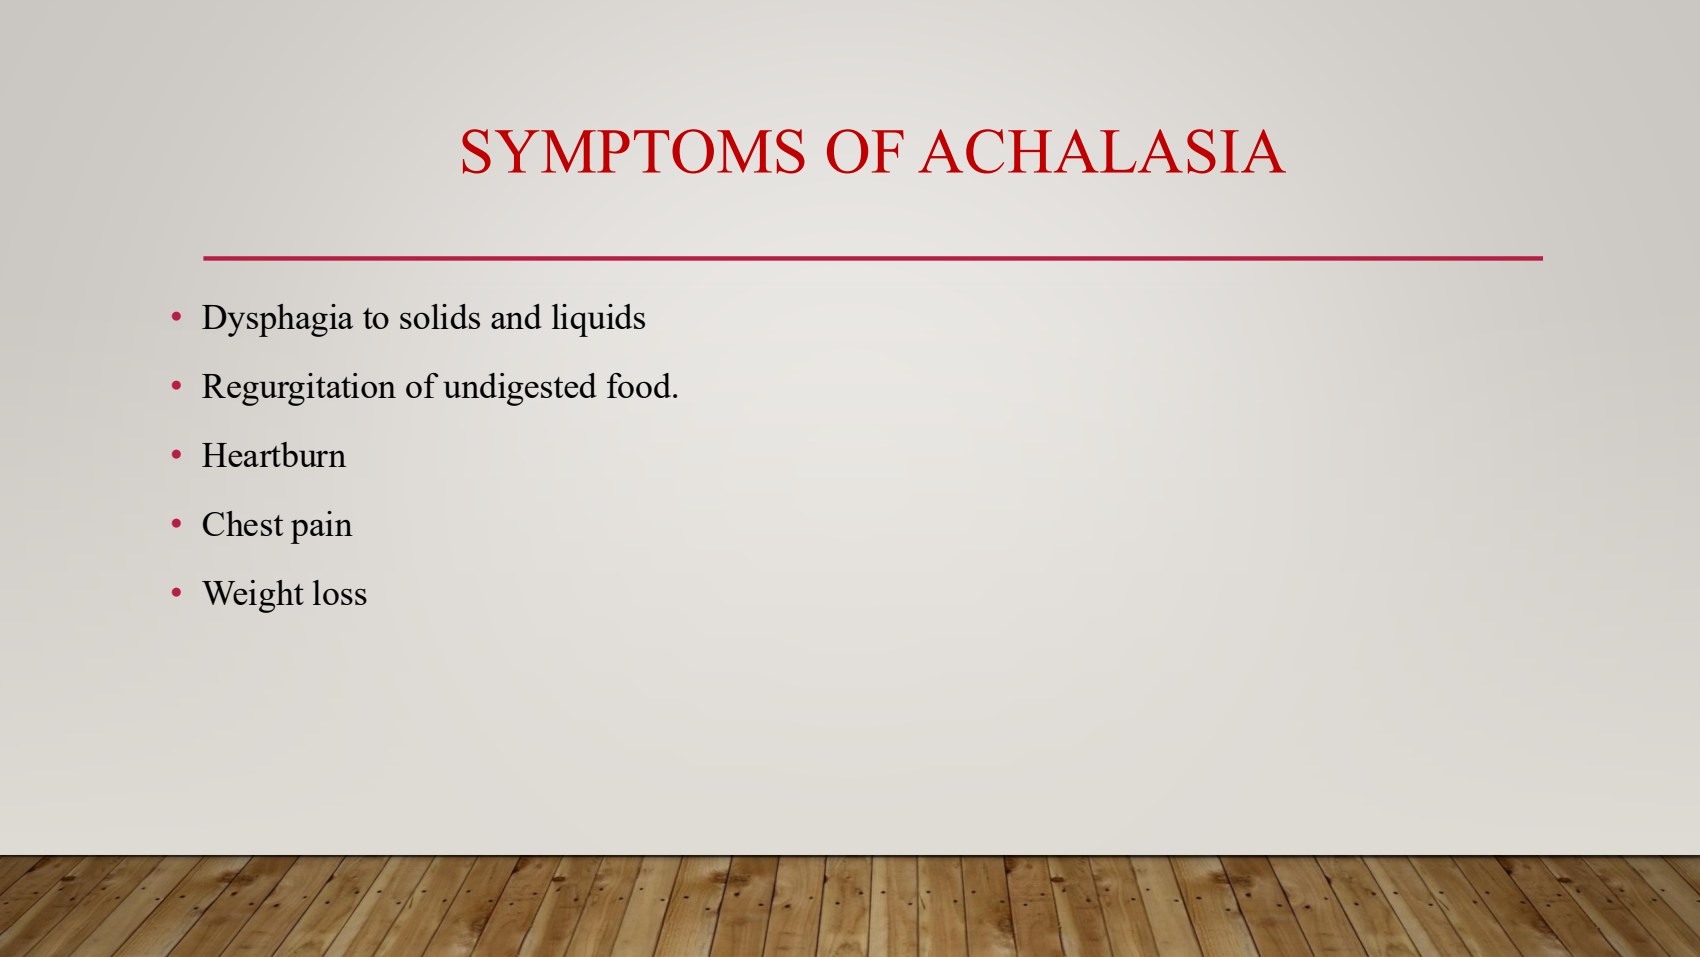 SYMPTOMS OF ACHALASIA
• Dysphagia to solids and liquids
• Regurgitation of undigested food.
• Heartburn
• Chest pain
• Weight loss